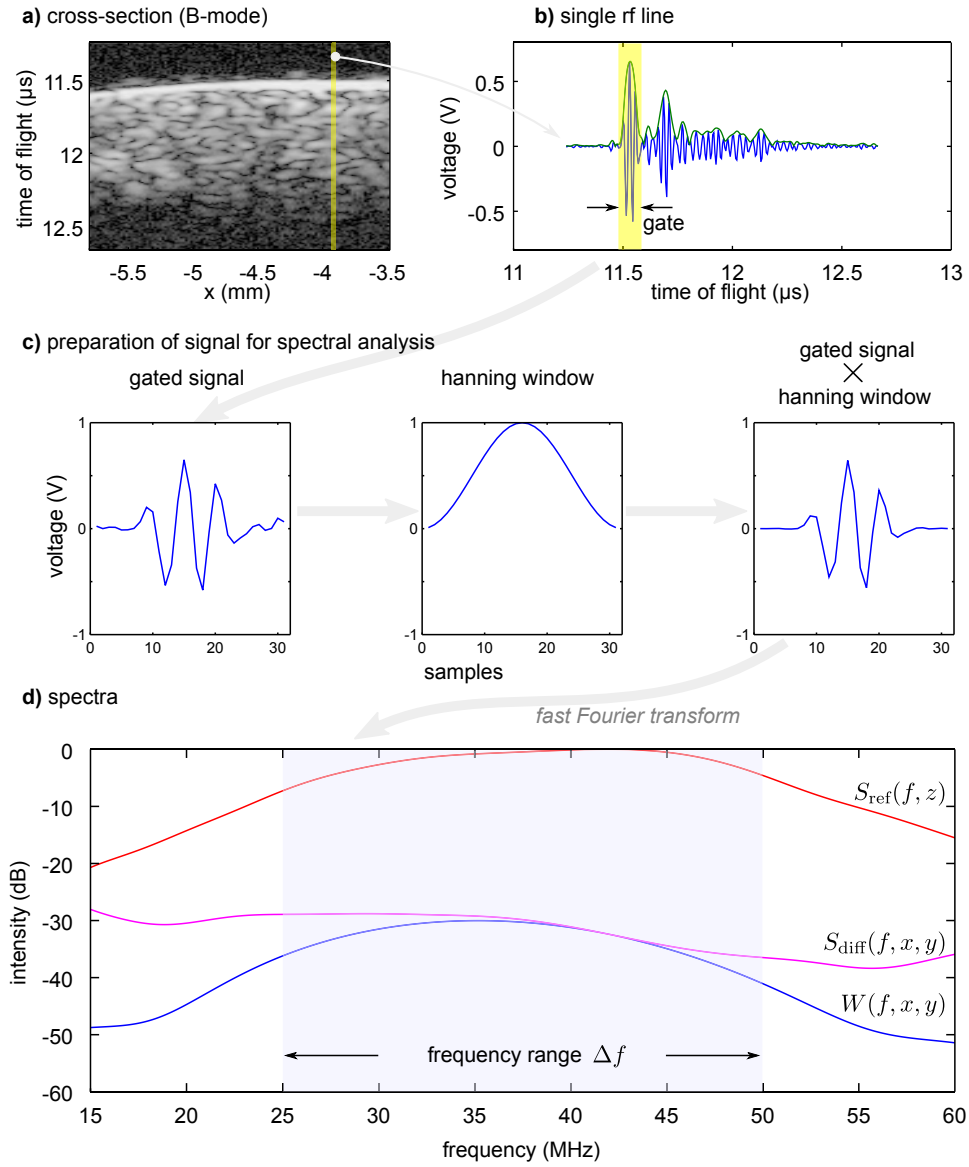 a) cross-section (B-mode)
time of flight (µs)
11.5
12
12.5
-5.5 -5 -4.5 -4 -3.5
x (mm)
b) single rf line
voltage (V)
0.5
0
-0.5
gate
11 11.5 12 12.5 13
time of flight (µs)
c) preparation of signal for spectral analysis
gated signal
voltage (V)
1
0
-1
0 10 20 30
hanning window
1
0
-1
0 10 20 30
samples
gated signal
×
hanning window
1
0
-1
0 10 20 30
d) spectra
fast Fourier transform
intensity (dB)
0
-10
-20
-30
-40
-50
-60
S_ref(f, z)
S_diff(f, x, y)
W(f, x, y)
frequency range Δf
15 20 25 30 35 40 45 50 55 60
frequency (MHz)